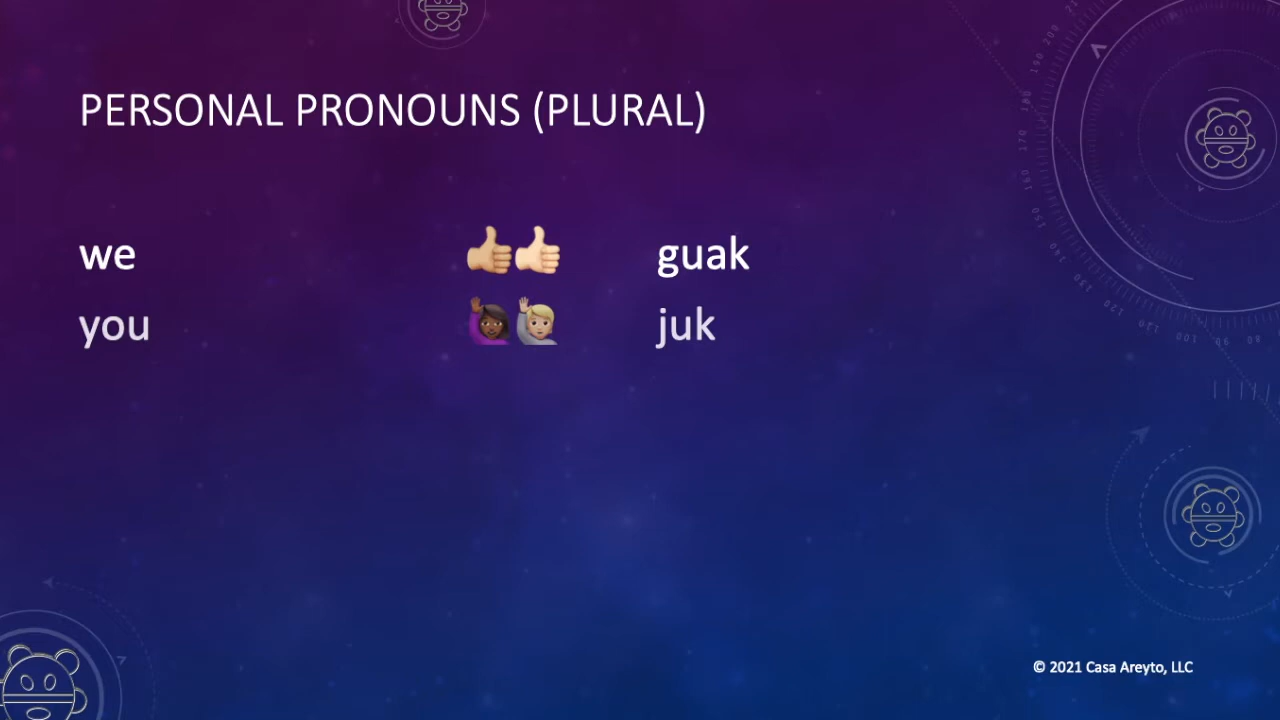 PERSONAL PRONOUNS (PLURAL)
we 👍🏼👍🏻 guak
you 🙋🏾‍♀️🙋🏼 juk
© 2021 Casa Areyto, LLC